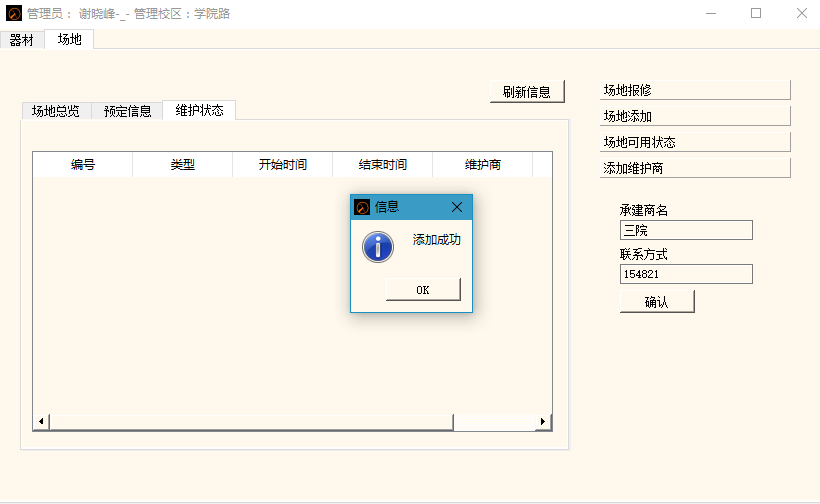 管理员: 谢晓峰-_- 管理校区:学院路
器材 场地
刷新信息
场地报修
场地添加
场地可用状态
添加维护商
场地总览 预定信息 维护状态
编号 类型 开始时间 结束时间 维护商
信息
添加成功
OK
承建商名
三院
联系方式
154821
确认